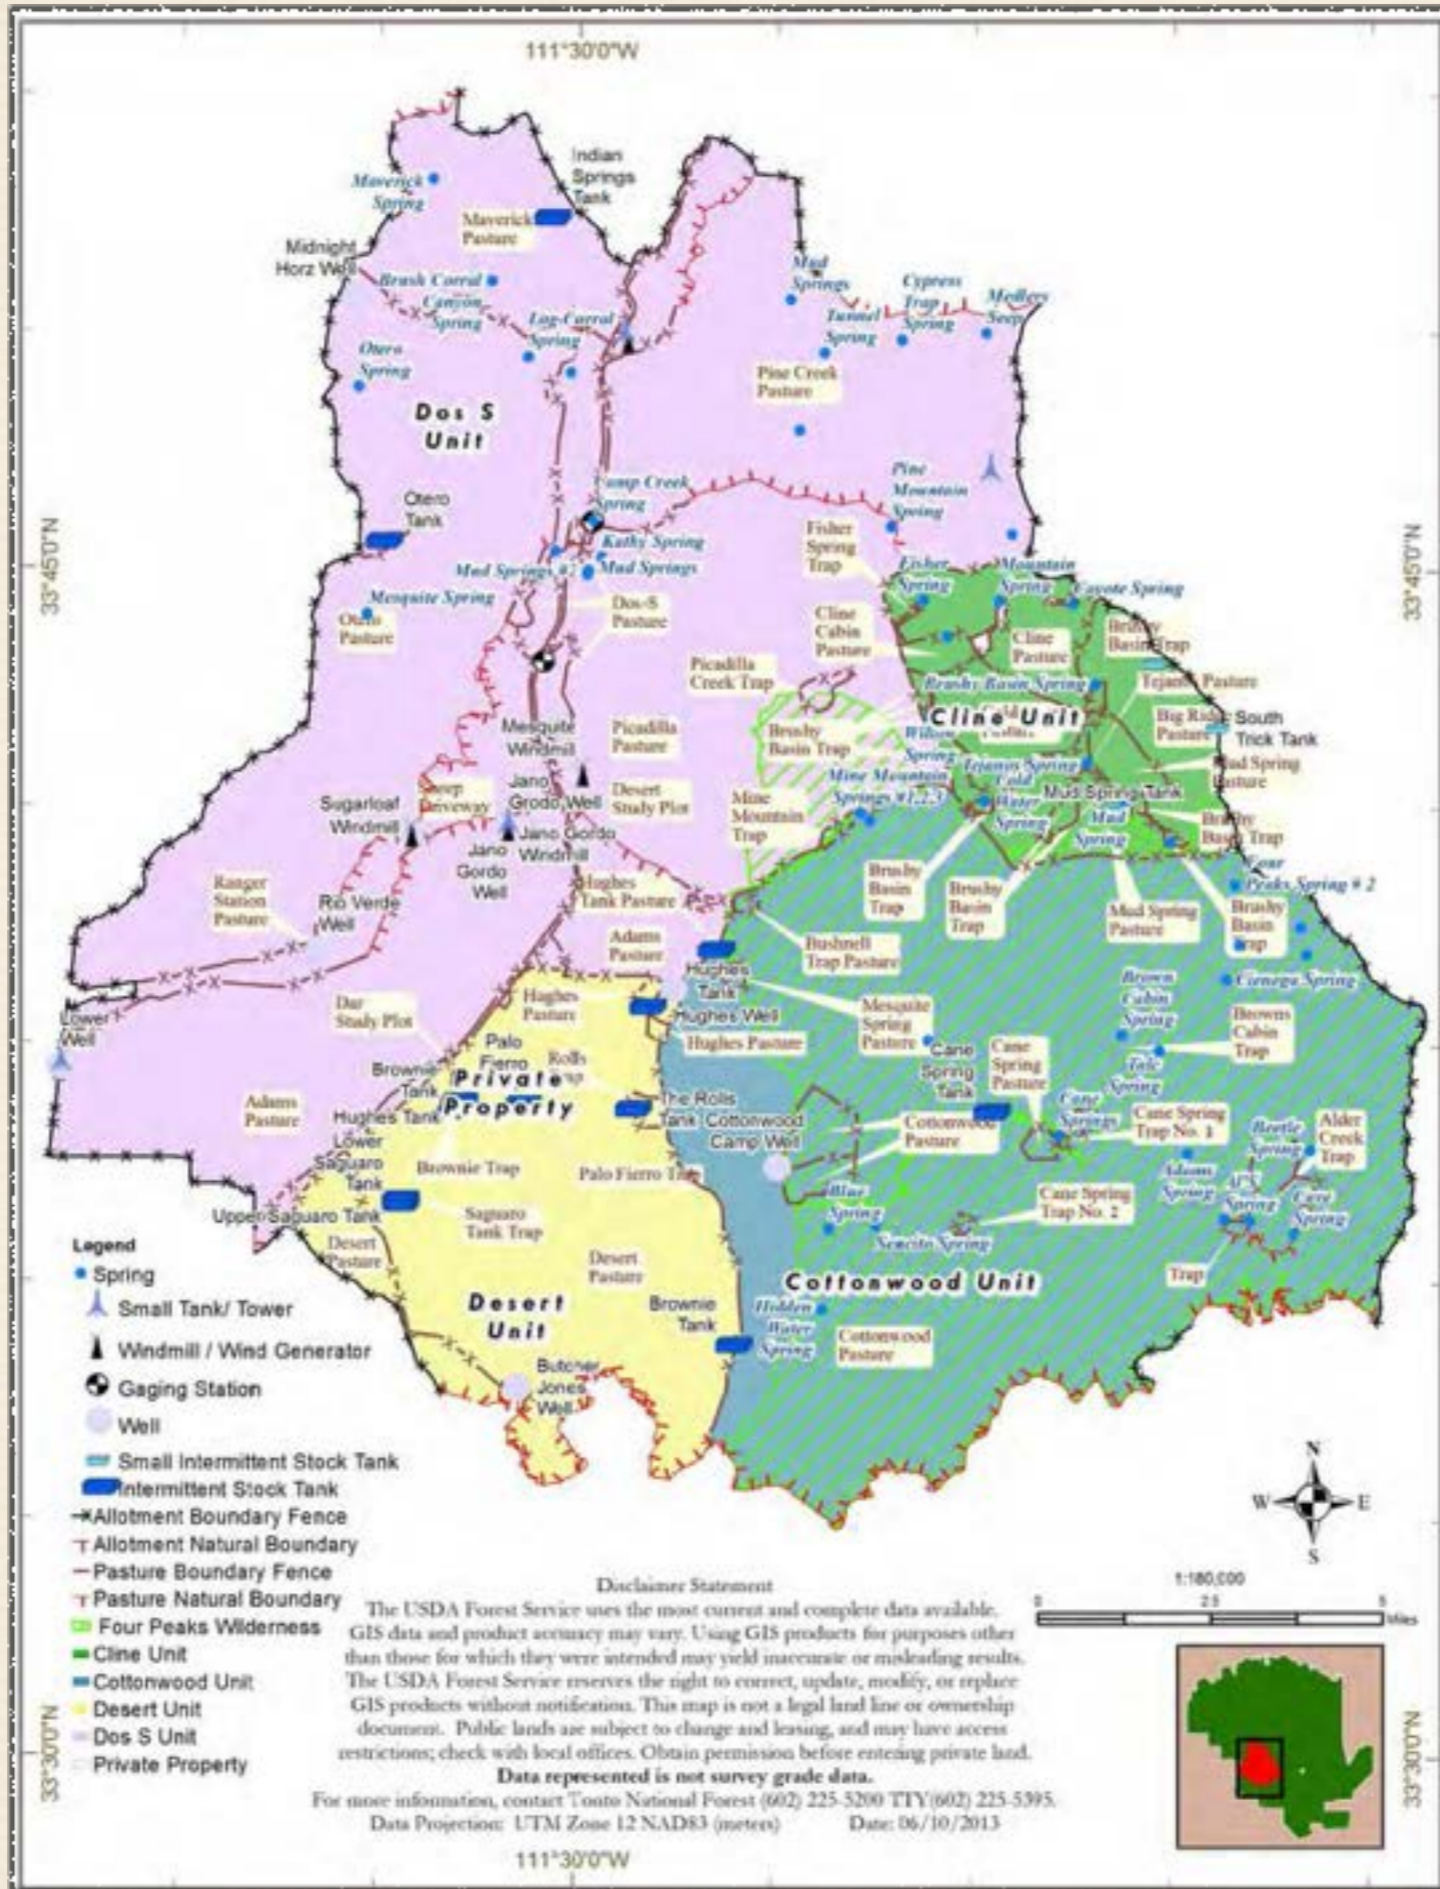 111°30'0"W
Indian
Springs
Tank
Maverick
Spring
Maverick
Pasture
Midnight
Horz Well
Brush Corral
Canyon
Spring
Log-Corral
Spring
Mud
Springs
Cypress
Trap
Spring
Tunnel
Spring
Otero
Spring
Pine Creek
Pasture
Dos S
Unit
Pine
Mountain
Spring
Camp Creek
Spring
Otero
Tank
Fisher
Spring
Trap
Kathy Spring
Mud Springs
Fisher
Spring
Mountain
Spring
Coyote Spring
33°45'0"N
33°45'0"N
Mesquite Spring
Otero
Pasture
Dos-S
Pasture
Cline
Cabin
Pasture
Cline
Pasture
Brushy
Basin Trap
Picadilla
Creek Trap
Brushy Basin Spring
Tejanos Pasture
Cline Unit
Big Ridge
Pasture
South
Trick Tank
Mesquite
Windmill
Picadilla
Pasture
Brushy
Basin Trap
Tejanos Spring
Mud Spring
Pasture
Mine Mountain
Springs #1,2,3
Cold
Water
Spring
Mud Spring Tank
Jano
Grodo Well
Desert
Study Plot
Mine
Mountain
Trap
Mud
Spring
Brushy
Basin Trap
Sugarloaf
Windmill
Driveway
Jano Gordo
Windmill
Jano
Gordo
Well
Brushy
Basin
Trap
Brushy
Basin
Trap
Four
Peaks Spring # 2
Ranger
Station
Pasture
Rio Verde
Well
Hughes
Tank Pasture
Mud Spring
Pasture
Brushy
Basin
Trap
Adams
Pasture
Bushnell
Trap Pasture
Hughes
Tank
Cienega Spring
Brown
Cabin
Spring
Dar
Study Plot
Hughes
Pasture
Mesquite
Spring
Pasture
Browns
Cabin
Trap
Lower
Well
Hughes Well
Hughes Pasture
Cane
Spring
Tank
Cane
Spring
Pasture
Palo
Fierro
Rolls
Brownie
Tank
Private
Property
Hughes Tank
The Rolls
Tank
Cottonwood
Camp Well
Cottonwood
Pasture
Cane
Springs
Cane Spring
Trap No. 1
Beetle
Spring
Alder
Creek
Trap
Adams
Pasture
Lower
Saguaro
Tank
Brownie Trap
Palo Fierro
Adams
Spring
Cave
Spring
Upper Saguaro Tank
Saguaro
Tank Trap
Blue
Spring
Cane Spring
Trap No. 2
Desert
Pasture
Desert
Pasture
Trap
Cottonwood Unit
Desert
Unit
Brownie
Tank
Hidden
Water
Spring
Cottonwood
Pasture
Butcher
Jones
Well
Legend
Spring
Small Tank/ Tower
Windmill / Wind Generator
Gaging Station
Well
Small Intermittent Stock Tank
Intermittent Stock Tank
Allotment Boundary Fence
Allotment Natural Boundary
Pasture Boundary Fence
Pasture Natural Boundary
Four Peaks Wilderness
Cline Unit
Cottonwood Unit
Desert Unit
Dos S Unit
Private Property
N
W E
S
1:180,000
0 2.5 5
Miles
Disclaimer Statement
The USDA Forest Service uses the most current and complete data available.
GIS data and product accuracy may vary. Using GIS products for purposes other
than those for which they were intended may yield inaccurate or misleading results.
The USDA Forest Service reserves the right to correct, update, modify, or replace
GIS products without notification. This map is not a legal land line or ownership
document. Public lands are subject to change and leasing, and may have access
restrictions; check with local offices. Obtain permission before entering private land.
Data represented is not survey grade data.
For more information, contact Tonto National Forest (602) 225-5200 TTY(602) 225-5395.
Data Projection: UTM Zone 12 NAD83 (meters) Date: 06/10/2013
33°30'0"N
33°30'0"N
111°30'0"W